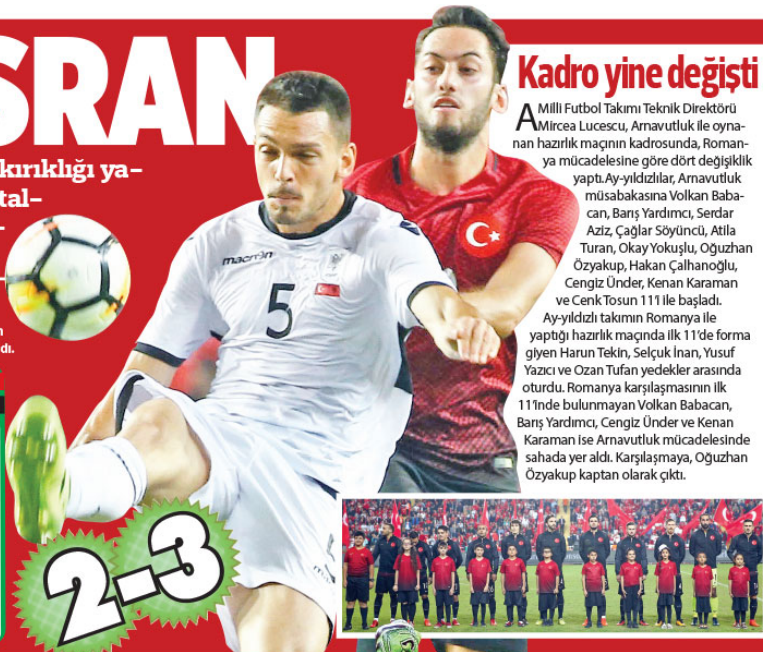 SRAN
kırıklığı ya-
tal-
dı.
macron
5
2-3
Kadro yine değişti
A Milli Futbol Takımı Teknik Direktörü
Mircea Lucescu, Arnavutluk ile oyna-
nan hazırlık maçının kadrosunda, Roman-
ya mücadelesine göre dört değişiklik
yaptı. Ay-yıldızlılar, Arnavutluk
müsabakasına Volkan Baba-
can, Barış Yardımcı, Serdar
Aziz, Çağlar Söyüncü, Atila
Turan, Okay Yokuşlu, Oğuzhan
Özyakup, Hakan Çalhanoğlu,
Cengiz Ünder, Kenan Karaman
ve Cenk Tosun 11'i ile başladı.
Ay-yıldızlı takımın Romanya ile
yaptığı hazırlık maçında ilk 11'de forma
giyen Harun Tekin, Selçuk İnan, Yusuf
Yazıcı ve Ozan Tufan yedekler arasında
oturdu. Romanya karşılaşmasının ilk
11'inde bulunmayan Volkan Babacan,
Barış Yardımcı, Cengiz Ünder ve Kenan
Karaman ise Arnavutluk mücadelesinde
sahada yer aldı. Karşılaşmaya, Oğuzhan
Özyakup kaptan olarak çıktı.